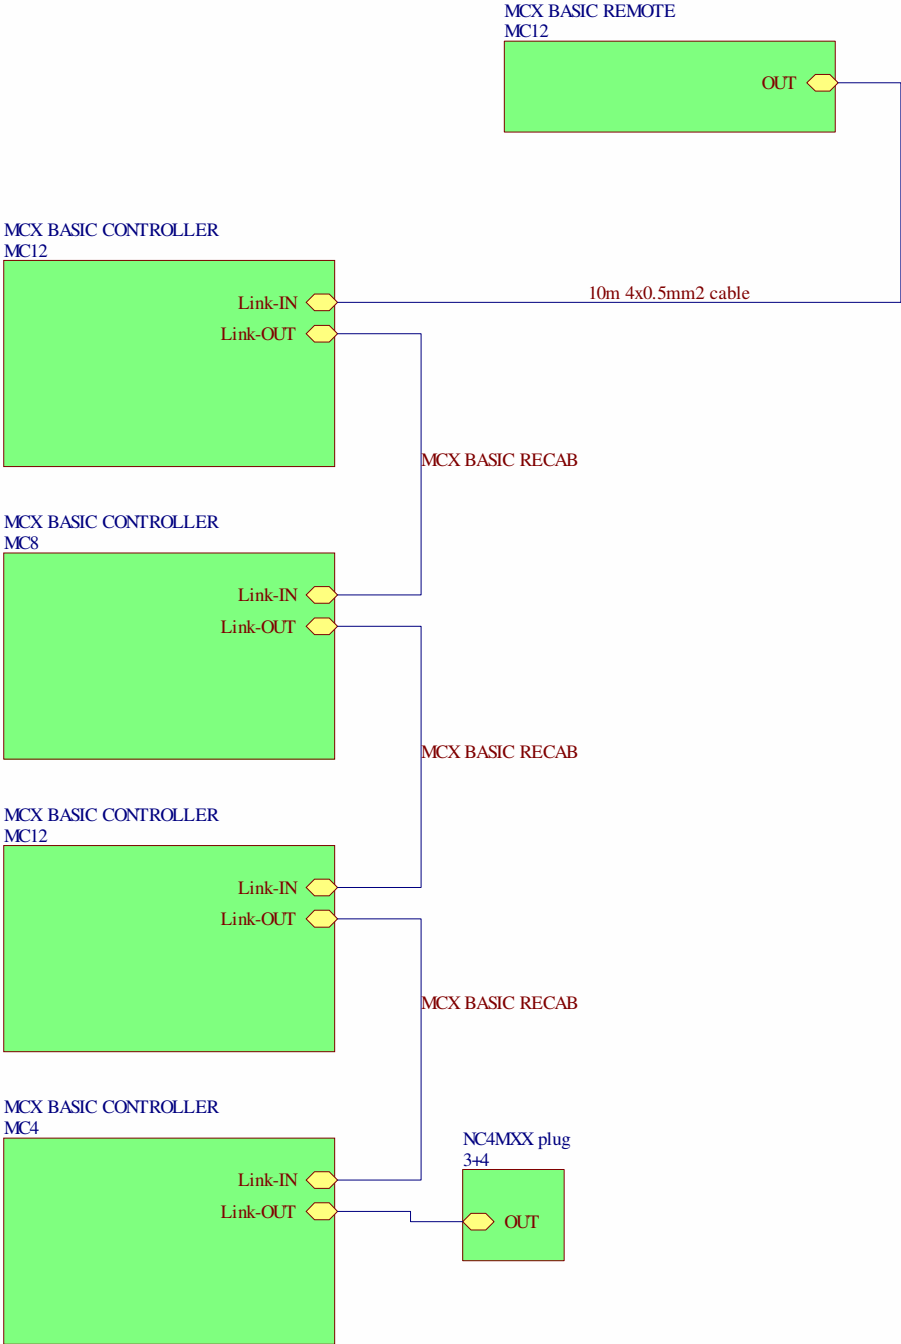 MCX BASIC REMOTE
MC12
OUT
MCX BASIC CONTROLLER
MC12
Link-IN
10m 4x0.5mm2 cable
Link-OUT
MCX BASIC RECAB
MCX BASIC CONTROLLER
MC8
Link-IN
Link-OUT
MCX BASIC RECAB
MCX BASIC CONTROLLER
MC12
Link-IN
Link-OUT
MCX BASIC RECAB
MCX BASIC CONTROLLER
MC4
NC4MXX plug
3+4
Link-IN
Link-OUT
OUT